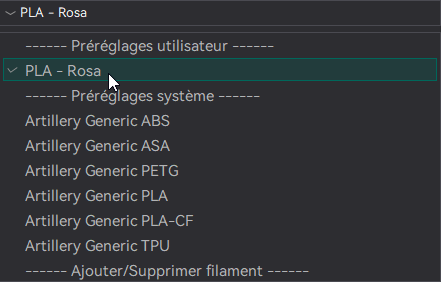 PLA - Rosa
------ Préréglages utilisateur ------
PLA - Rosa
------ Préréglages système ------
Artillery Generic ABS
Artillery Generic ASA
Artillery Generic PETG
Artillery Generic PLA
Artillery Generic PLA-CF
Artillery Generic TPU
------ Ajouter/Supprimer filament ------